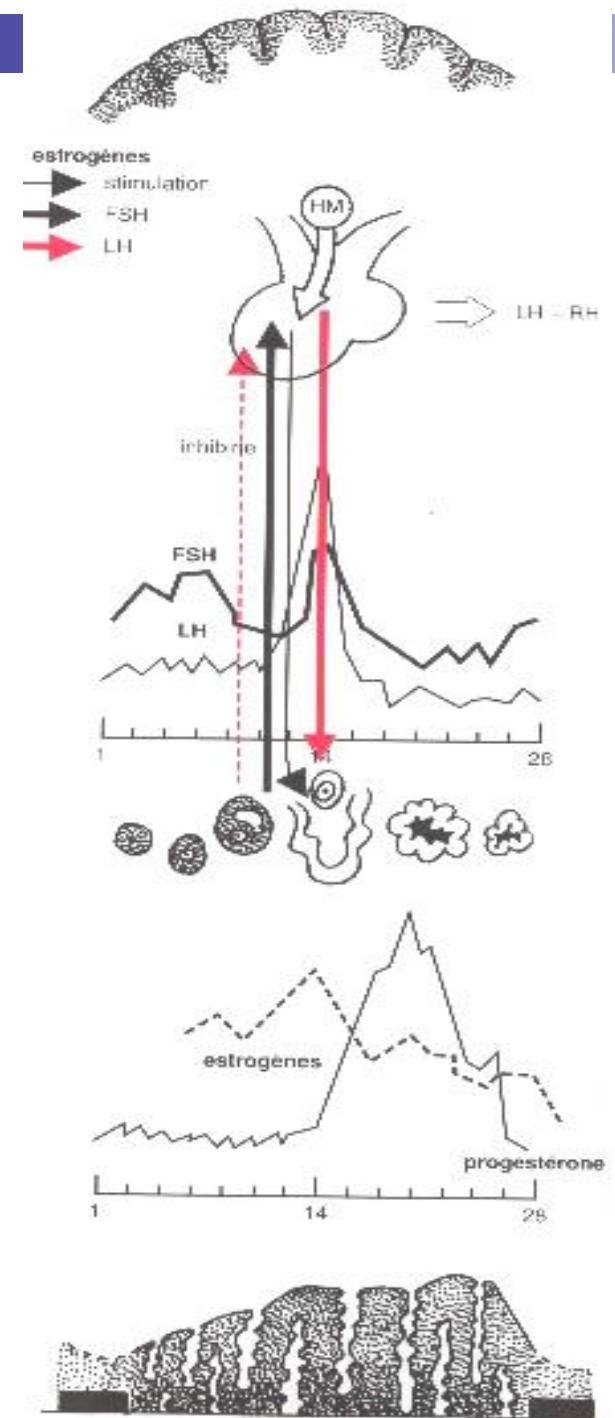 estrogènes
stimulation
FSH
LH
HM
LH - RH
inhibine
FSH
LH
1
14
28
estrogènes
progestérone
1
14
28